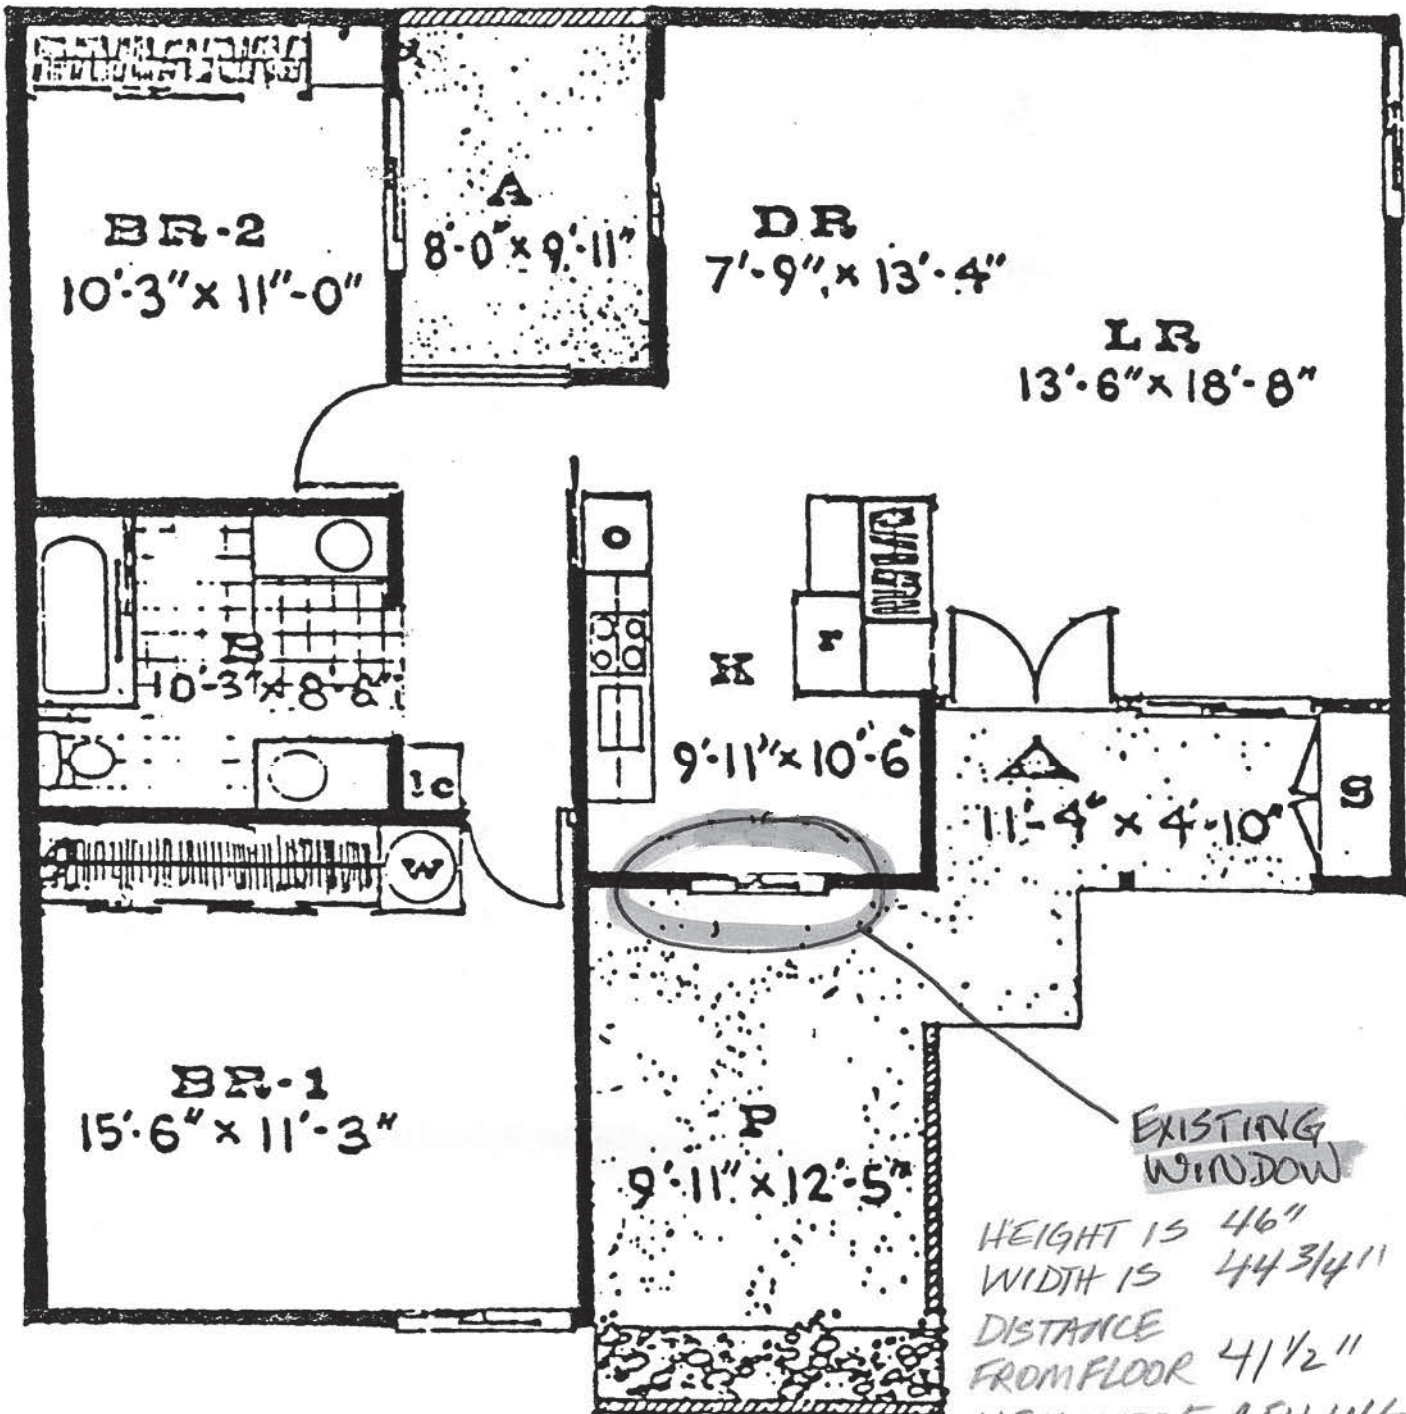 BR-2
10'-3" x 11"-0"
A
8'-0" x 9'-11"
DR
7'-9" x 13'-4"
LR
13'-6" x 18'-8"
O
r
K
9'-11" x 10'-6"
B
10'-3" x 8'-6"
lc
W
11'-4" x 4'-10"
S
BR-1
15'-6" x 11'-3"
P
9'-11" x 12'-5"
EXISTING
WINDOW
HEIGHT IS 46"
WIDTH IS 44 3/4"
DISTANCE
FROM FLOOR 41 1/2"